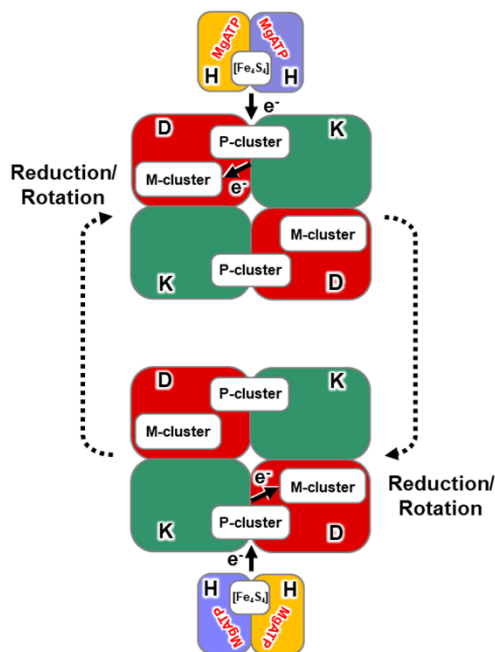 MgATP MgATP
H [Fe₄S₄] H
e-
D K
P-cluster
M-cluster
e-
Reduction/
Rotation
M-cluster
P-cluster
K D
D K
P-cluster
M-cluster
e-
M-cluster
Reduction/
Rotation
P-cluster
K D
e-
H [Fe₄S₄] H
MgATP MgATP